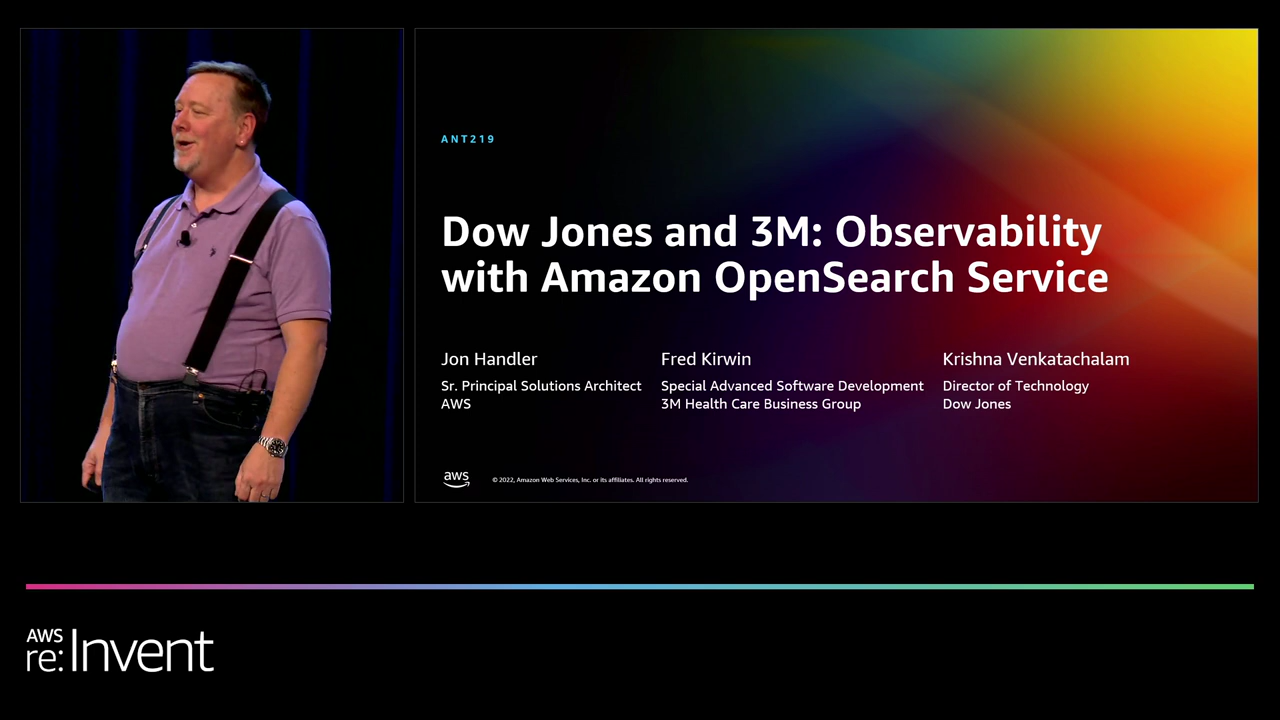 ANT219
Dow Jones and 3M: Observability
with Amazon OpenSearch Service
Jon Handler
Sr. Principal Solutions Architect
AWS
Fred Kirwin
Special Advanced Software Development
3M Health Care Business Group
Krishna Venkatachalam
Director of Technology
Dow Jones
aws
© 2022, Amazon Web Services, Inc. or its affiliates. All rights reserved.
AWS
re:Invent